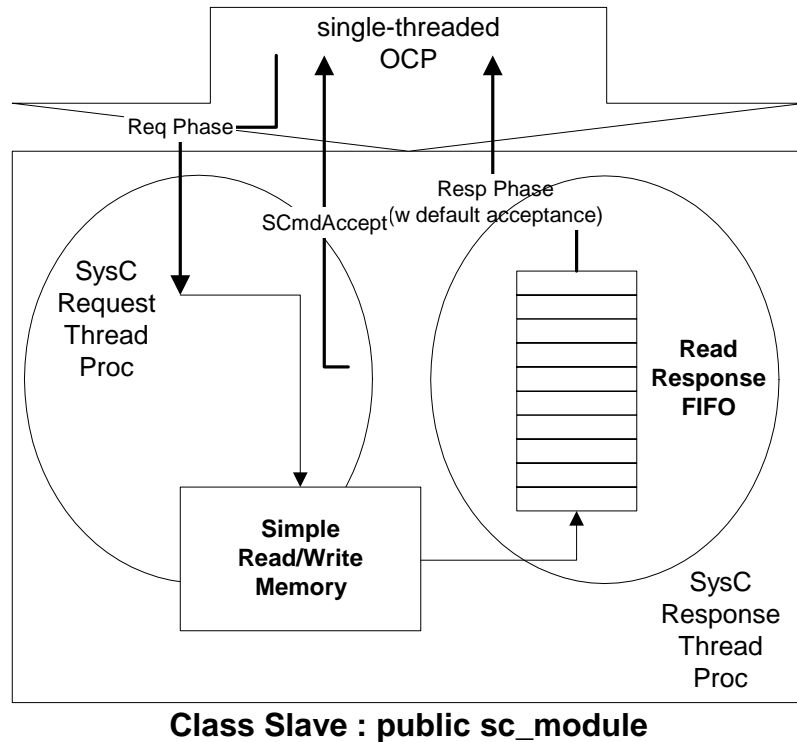 single-threaded
OCP
Req Phase
SCmdAccept
Resp Phase
(w default acceptance)
SysC
Request
Thread
Proc
Read
Response
FIFO
Simple
Read/Write
Memory
SysC
Response
Thread
Proc
Class Slave : public sc_module